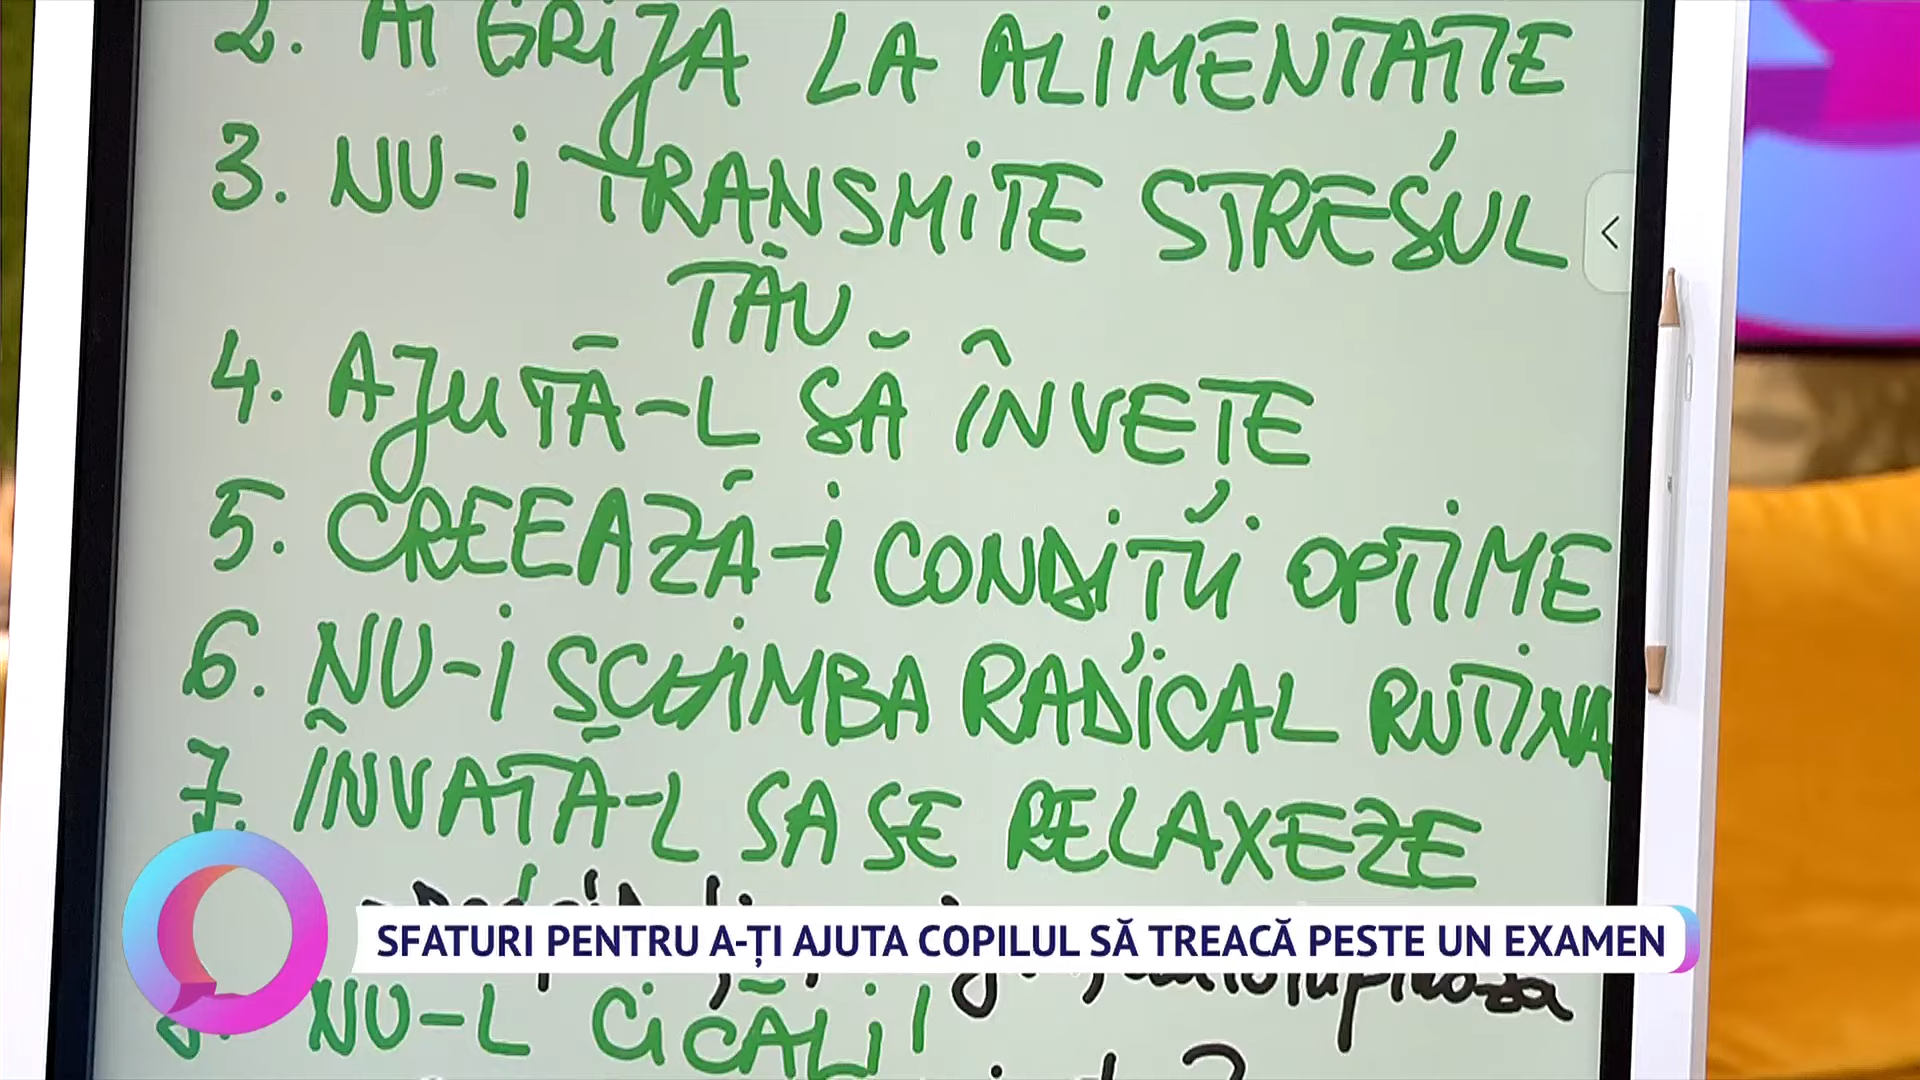 2. AI GRIJA LA ALIMENTATIE
3. NU-i TRANSMITE STRESUL
TĂU
4. AJUTĂ-L SĂ ÎNVEȚE
5. CREEAZĂ-i CONDIȚII OPTIME
6. NU-i SCHIMBA RADICAL RUTINA
7. ÎNVAȚĂ-L SA SE RELAXEZE
SFATURI PENTRU A-ȚI AJUTA COPILUL SĂ TREACĂ PESTE UN EXAMEN
NU-L CICĂLI!